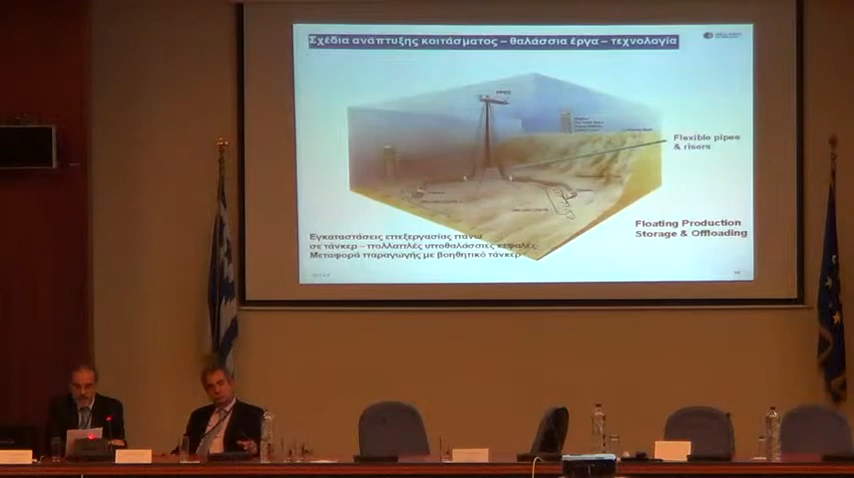 Σχέδια ανάπτυξης κοιτάσματος – θαλάσσια έργα – τεχνολογία
FPSO
Flexible pipes
& risers
Floating Production
Storage & Offloading
Εγκαταστάσεις επεξεργασίας πάνω
σε τάνκερ – πολλαπλές υποθαλάσσιες κεφαλές
Μεταφορά παραγωγής με βοηθητικό τάνκερ